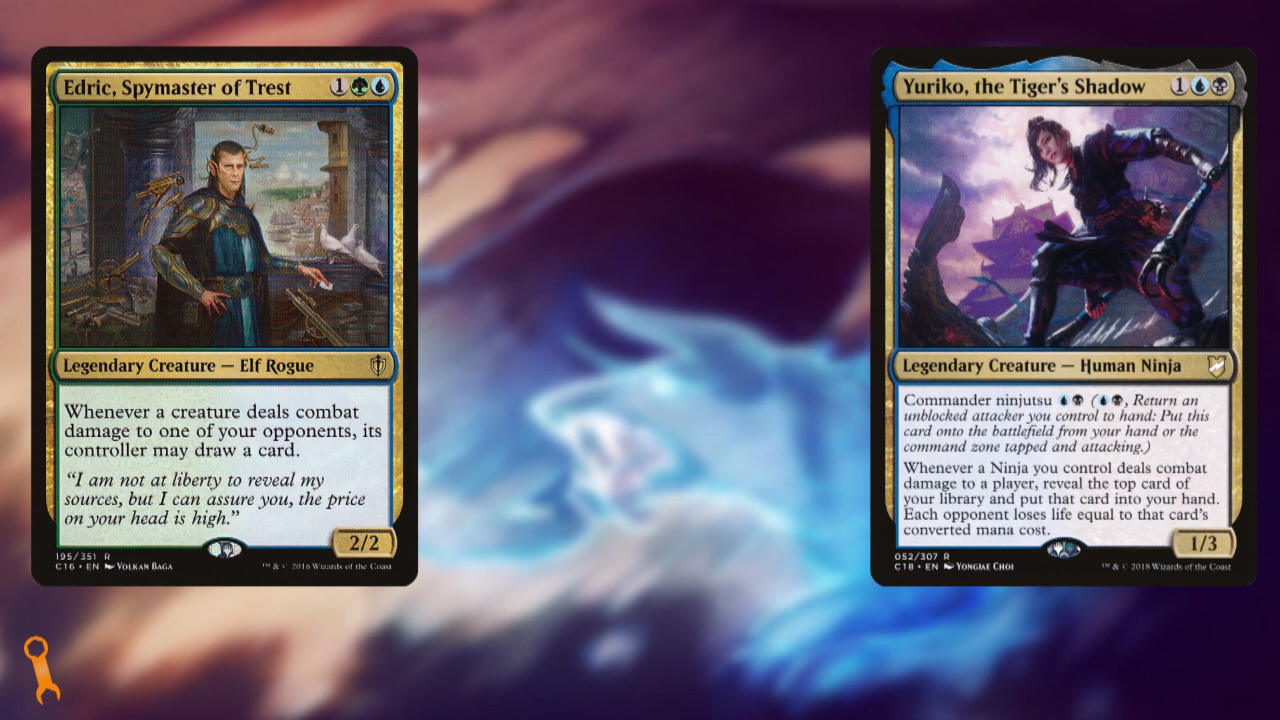 Edric, Spymaster of Trest 1
Legendary Creature — Elf Rogue
Whenever a creature deals combat
damage to one of your opponents, its
controller may draw a card.
"I am not at liberty to reveal my
sources, but I can assure you, the price
on your head is high."
2/2
195/351 R
C16 • EN VOLKAN BAGA
™ & © 2016 Wizards of the Coast
Yuriko, the Tiger's Shadow 1
Legendary Creature — Human Ninja
Commander ninjutsu (, Return an
unblocked attacker you control to hand: Put this
card onto the battlefield from your hand or the
command zone tapped and attacking.)
Whenever a Ninja you control deals combat
damage to a player, reveal the top card of
your library and put that card into your hand.
Each opponent loses life equal to that card's
converted mana cost.
1/3
052/307 R
C18 • EN YONGJAE CHOI
™ & © 2018 Wizards of the Coast